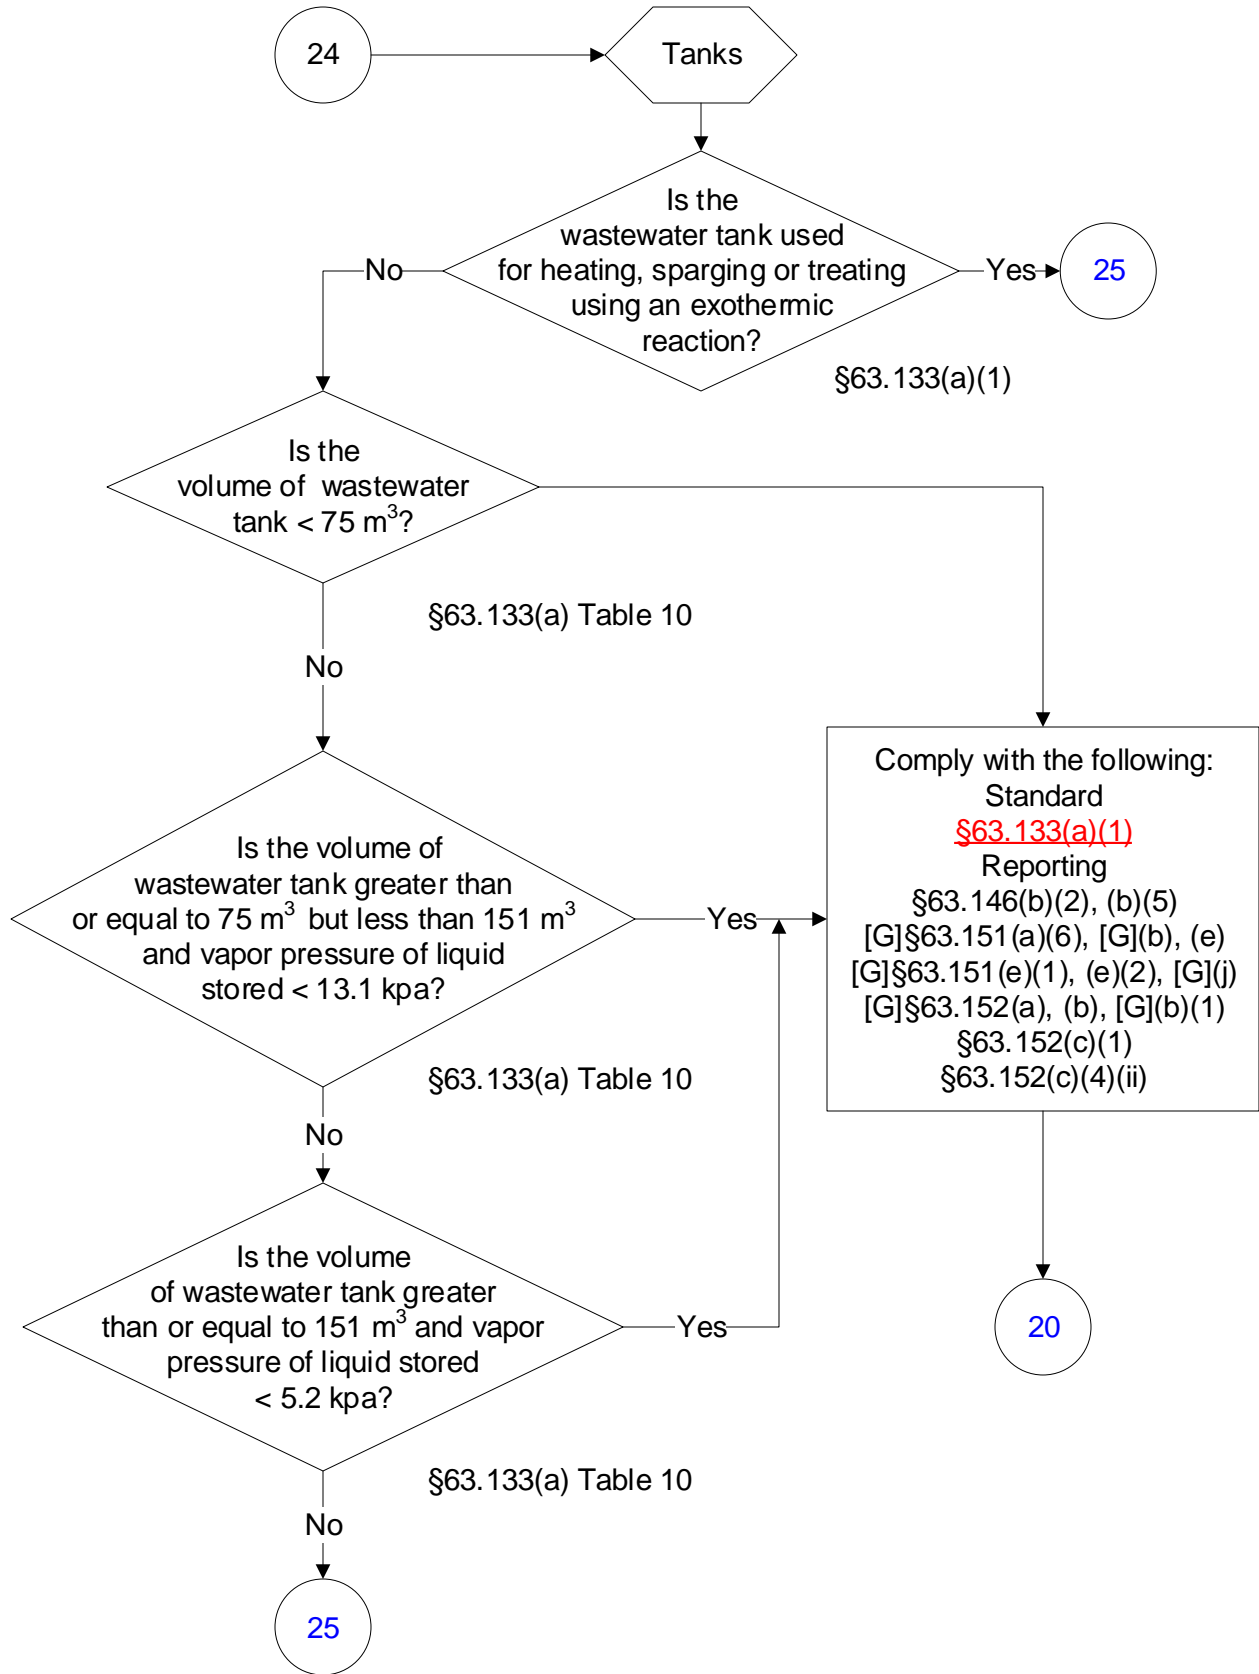 24
Tanks
Is the
wastewater tank used
for heating, sparging or treating
using an exothermic
reaction?
No
Yes
25
§63.133(a)(1)
Is the
volume of wastewater
tank < 75 m³?
§63.133(a) Table 10
No
Is the volume of
wastewater tank greater than
or equal to 75 m³ but less than 151 m³
and vapor pressure of liquid
stored < 13.1 kpa?
Yes
Comply with the following:
Standard
§63.133(a)(1)
Reporting
§63.146(b)(2), (b)(5)
[G]§63.151(a)(6), [G](b), (e)
[G]§63.151(e)(1), (e)(2), [G](j)
[G]§63.152(a), (b), [G](b)(1)
§63.152(c)(1)
§63.152(c)(4)(ii)
§63.133(a) Table 10
No
Is the volume
of wastewater tank greater
than or equal to 151 m³ and vapor
pressure of liquid stored
< 5.2 kpa?
Yes
20
§63.133(a) Table 10
No
25